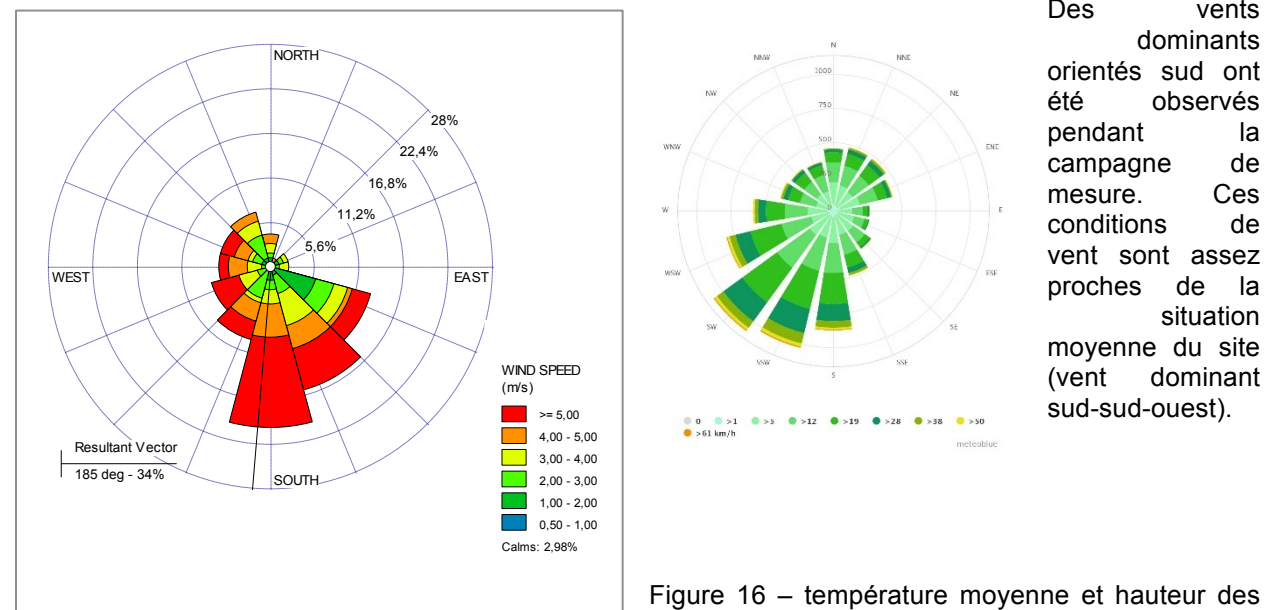 NORTH
28%
22,4%
16,8%
11,2%
5,6%
WEST
EAST
SOUTH
Resultant Vector
185 deg - 34%
WIND SPEED
(m/s)
>= 5,00
4,00 - 5,00
3,00 - 4,00
2,00 - 3,00
1,00 - 2,00
0,50 - 1,00
Calms: 2,98%
N
NNW
NNE
1000
NW
NE
750
500
WNW
ENE
0
W
E
WSW
ESE
SW
SE
SSW
SSE
S
0 >1 >5 >12 >19 >28 >38 >50
>61 km/h
meteoblue
Des vents
dominants
orientés sud ont
été observés
pendant la
campagne de
mesure. Ces
conditions de
vent sont assez
proches de la
situation
moyenne du site
(vent dominant
sud-sud-ouest).
Figure 16 – température moyenne et hauteur des